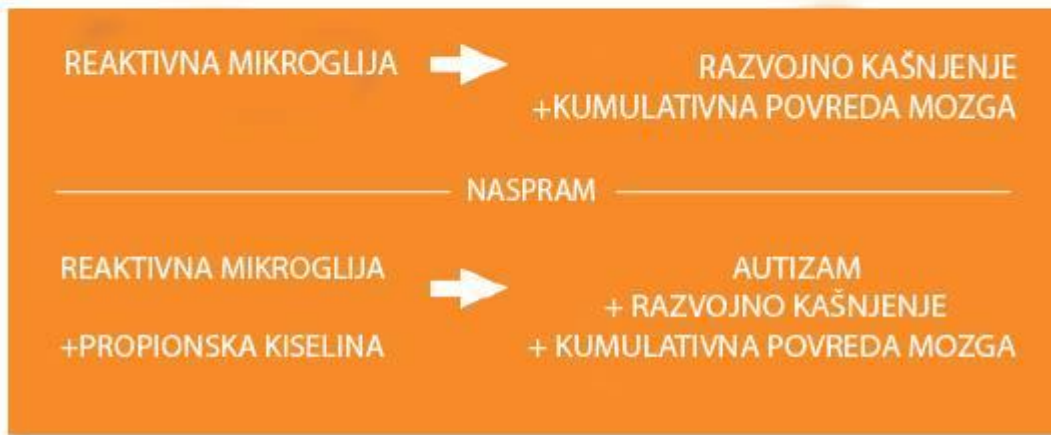 REAKTIVNA MIKROGLIJA
RAZVOJNO KAŠNJENJE
+KUMULATIVNA POVREDA MOZGA
NASPRAM
REAKTIVNA MIKROGLIJA
+PROPIONSKA KISELINA
AUTIZAM
+ RAZVOJNO KAŠNJENJE
+ KUMULATIVNA POVREDA MOZGA